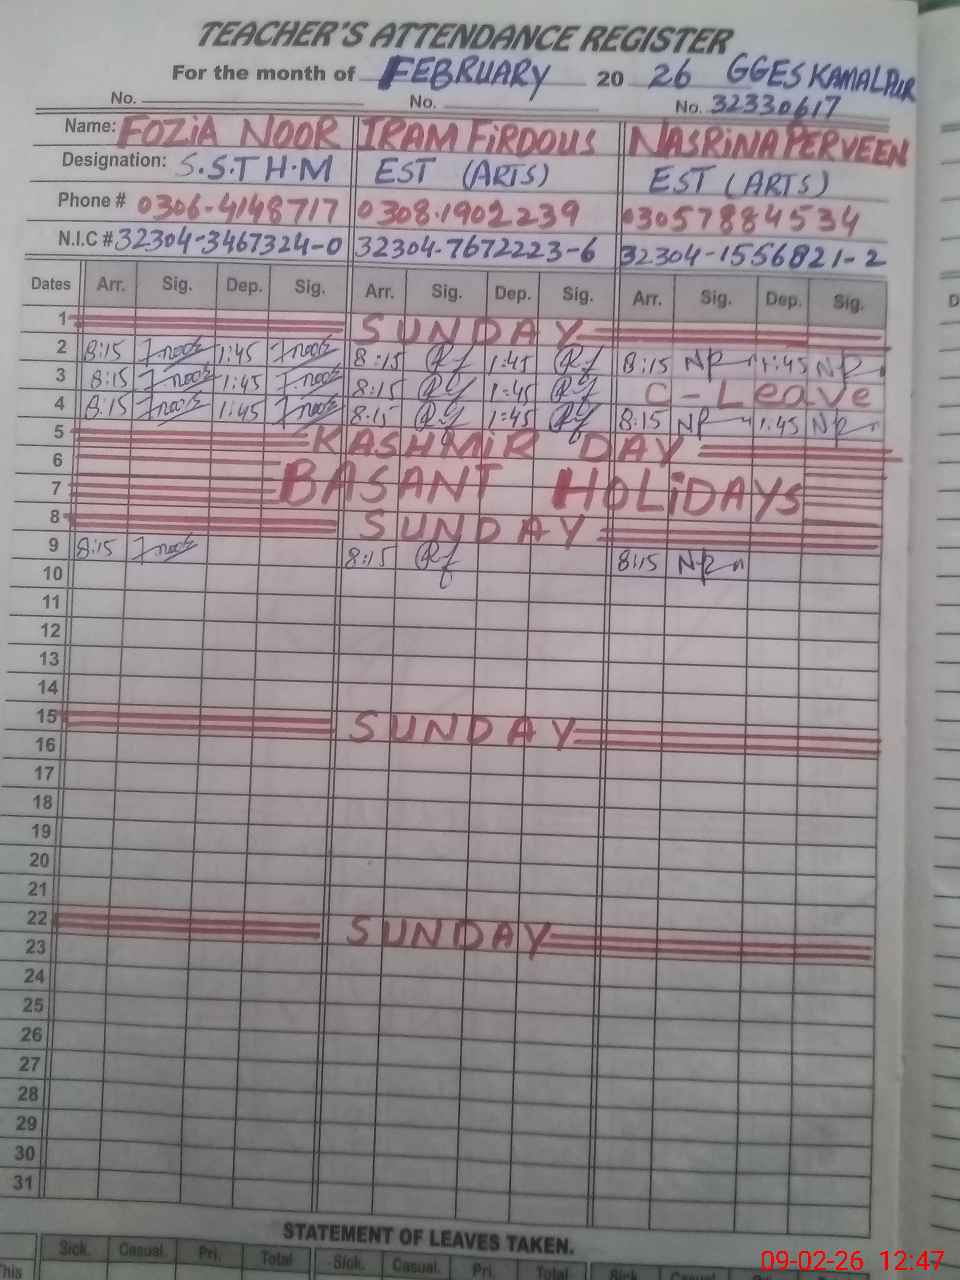 TEACHER'S ATTENDANCE REGISTER
For the month of FEBRUARY 20 26 GGES KAMALPUR
No. No. No. 32330617
Name: FOZIA NOOR IRAM FIRDOUS NASRINA PERVEEN
Designation: S.S.T H.M EST (ARTS) EST (ARTS)
Phone # 0306-4148717 0308-1902239 03057884534
N.I.C # 32304-3467324-0 32304-7672223-6 32304-1556821-2
Dates Arr. Sig. Dep. Sig. Arr. Sig. Dep. Sig. Arr. Sig. Dep. Sig.
1 SUNDAY
2 8:15 1:45 8:15 1:45 8:15 NP 1:45 NP
3 8:15 1:45 8:15 1:45 C-Leave
4 8:15 1:45 8:15 1:45 8:15 NP 1:45 NP
5 KASHMIR DAY
6
7 BASANT HOLIDAYS
8 SUNDAY
9 8:15 8:15 8:15 NP
10
11
12
13
14
15 SUNDAY
16
17
18
19
20
21
22 SUNDAY
23
24
25
26
27
28
29
30
31
STATEMENT OF LEAVES TAKEN.
This Sick. Casual. Pri. Total Sick. Casual. Pri. Total Sick. Casual. Pri. Total
09-02-26 12:47